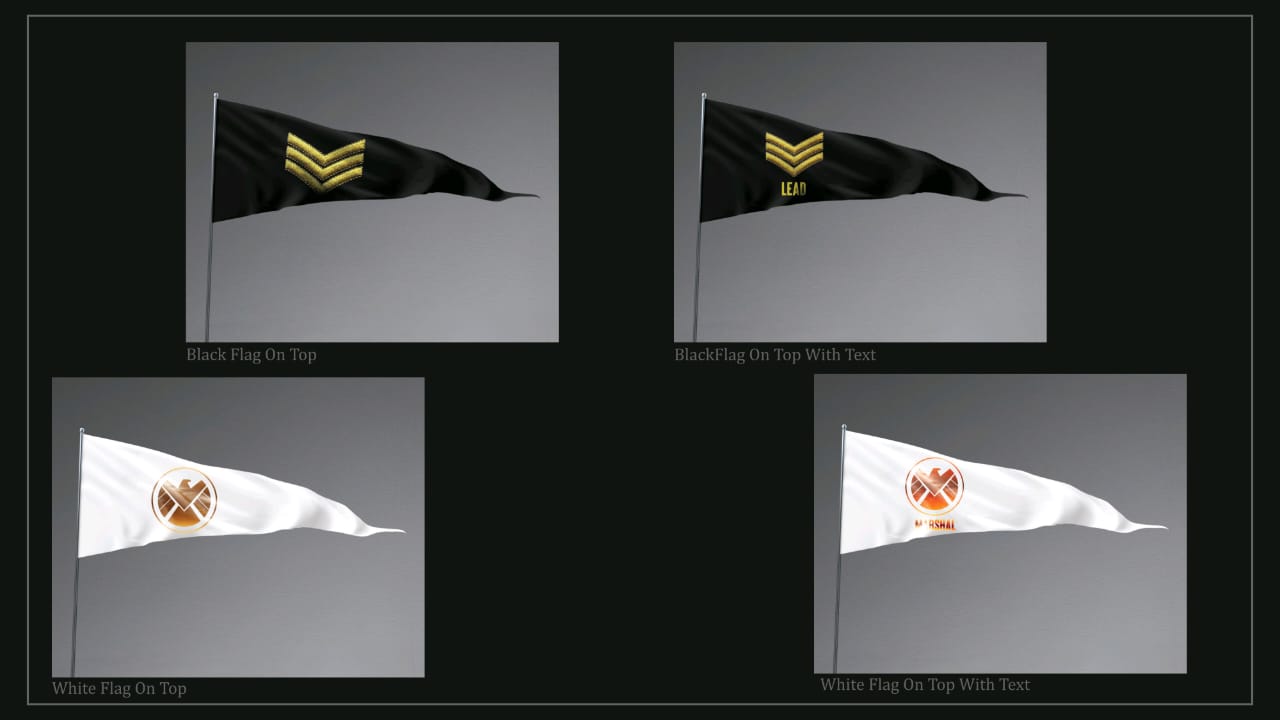 LEAD
Black Flag On Top
BlackFlag On Top With Text
MARSHAL
White Flag On Top
White Flag On Top With Text